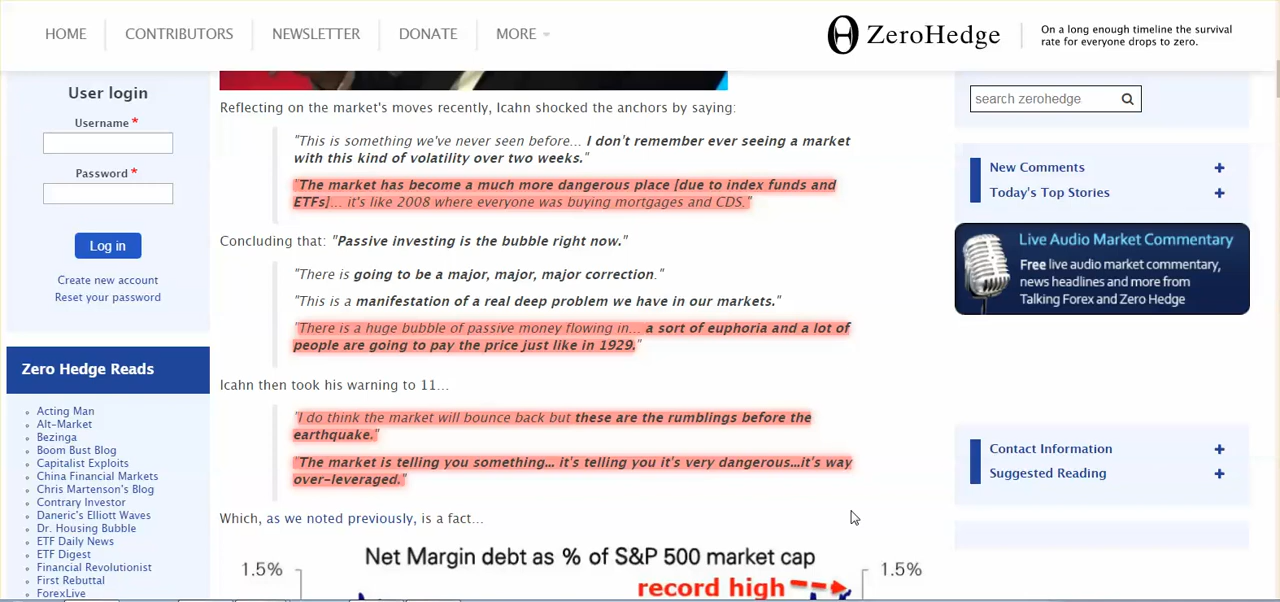 HOME
CONTRIBUTORS
NEWSLETTER
DONATE
MORE
ZeroHedge
On a long enough timeline the survival
rate for everyone drops to zero.
User login
Username *
Password *
Log in
Create new account
Reset your password
Zero Hedge Reads
Acting Man
Alt-Market
Bezinga
Boom Bust Blog
Capitalist Exploits
China Financial Markets
Chris Martenson's Blog
Contrary Investor
Daneric's Elliott Waves
Dr. Housing Bubble
ETF Daily News
ETF Digest
Financial Revolutionist
First Rebuttal
ForexLive
Reflecting on the market's moves recently, Icahn shocked the anchors by saying:
"This is something we've never seen before... I don't remember ever seeing a market
with this kind of volatility over two weeks."
"The market has become a much more dangerous place [due to index funds and
ETFs]... it's like 2008 where everyone was buying mortgages and CDS."
Concluding that: "Passive investing is the bubble right now."
"There is going to be a major, major, major correction."
"This is a manifestation of a real deep problem we have in our markets."
"There is a huge bubble of passive money flowing in... a sort of euphoria and a lot of
people are going to pay the price just like in 1929."
Icahn then took his warning to 11...
"I do think the market will bounce back but these are the rumblings before the
earthquake."
"The market is telling you something... it's telling you it's very dangerous...it's way
over-leveraged."
Which, as we noted previously, is a fact...
Net Margin debt as % of S&P 500 market cap
1.5%
record high
1.5%
search zerohedge
New Comments +
Today's Top Stories +
Live Audio Market Commentary
Free live audio market commentary,
news headlines and more from
Talking Forex and Zero Hedge
Contact Information +
Suggested Reading +